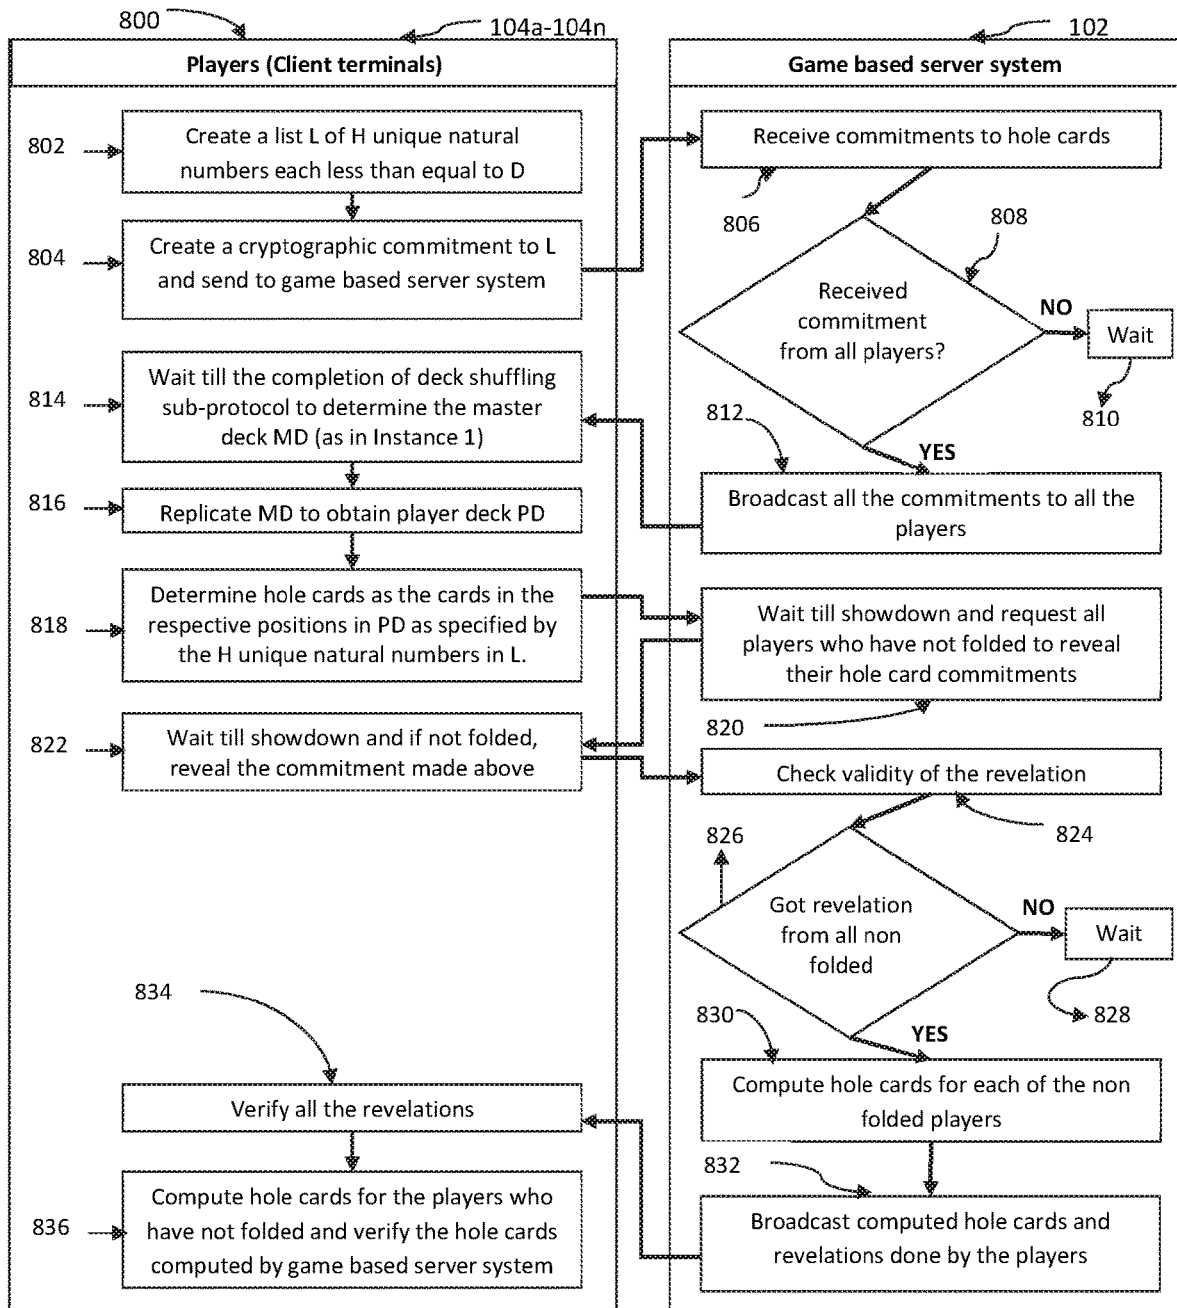 800
104a-104n
102
Players (Client terminals)
Game based server system
802
Create a list L of H unique natural
numbers each less than equal to D
804
Create a cryptographic commitment to L
and send to game based server system
Receive commitments to hole cards
806
808
Received
commitment
from all players?
NO
Wait
810
812
YES
814
Wait till the completion of deck shuffling
sub-protocol to determine the master
deck MD (as in Instance 1)
Broadcast all the commitments to all the
players
816
Replicate MD to obtain player deck PD
818
Determine hole cards as the cards in the
respective positions in PD as specified by
the H unique natural numbers in L.
Wait till showdown and request all
players who have not folded to reveal
their hole card commitments
820
822
Wait till showdown and if not folded,
reveal the commitment made above
Check validity of the revelation
824
826
Got revelation
from all non
folded
NO
Wait
828
830
YES
Compute hole cards for each of the non
folded players
832
Broadcast computed hole cards and
revelations done by the players
834
Verify all the revelations
836
Compute hole cards for the players who
have not folded and verify the hole cards
computed by game based server system